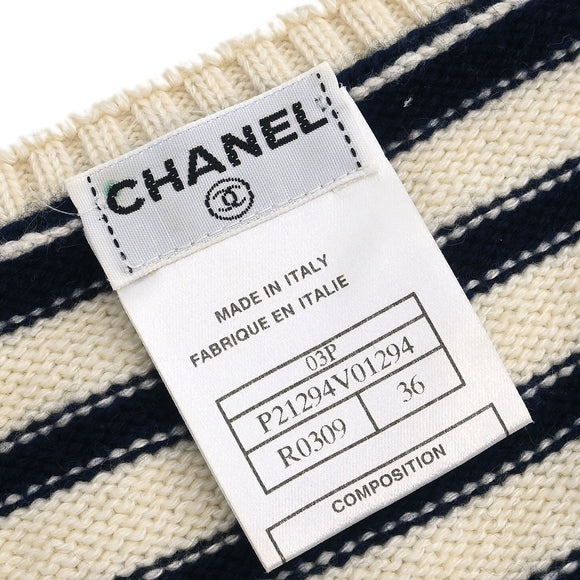 CHANEL
MADE IN ITALY
FABRIQUE EN ITALIE
03P
P21294V01294
R0309 36
COMPOSITION